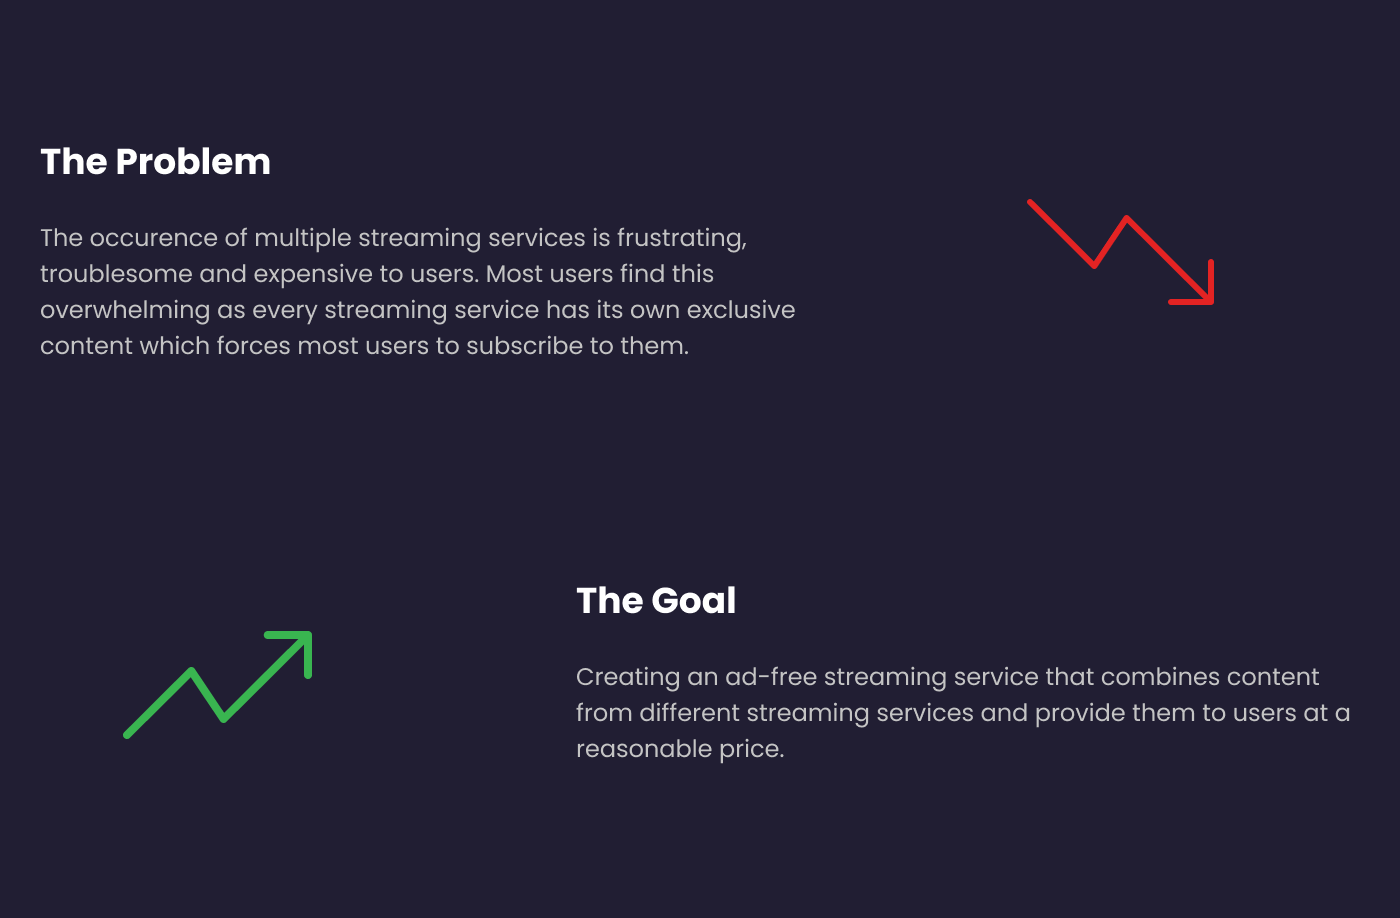 The Problem
The occurence of multiple streaming services is frustrating,
troublesome and expensive to users. Most users find this
overwhelming as every streaming service has its own exclusive
content which forces most users to subscribe to them.
The Goal
Creating an ad-free streaming service that combines content
from different streaming services and provide them to users at a
reasonable price.